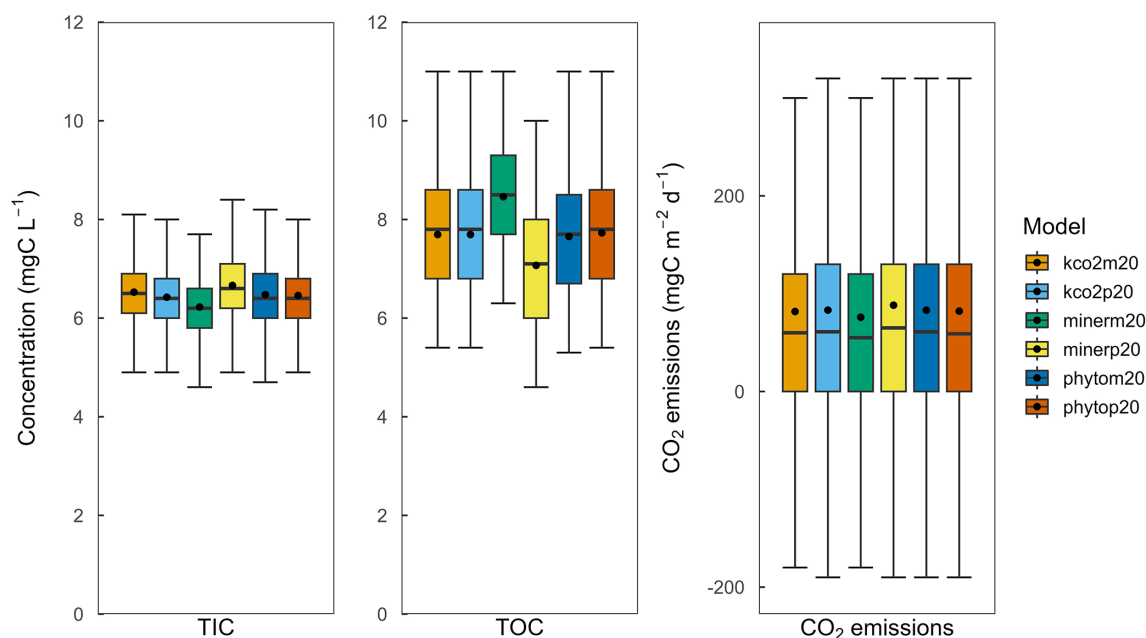 Concentration (mgC L⁻¹)
12
10
8
6
4
2
0
TIC
12
10
8
6
4
2
0
TOC
CO₂ emissions (mgC m⁻² d⁻¹)
200
0
-200
CO₂ emissions
Model
kco2m20
kco2p20
minerm20
minerp20
phytom20
phytop20